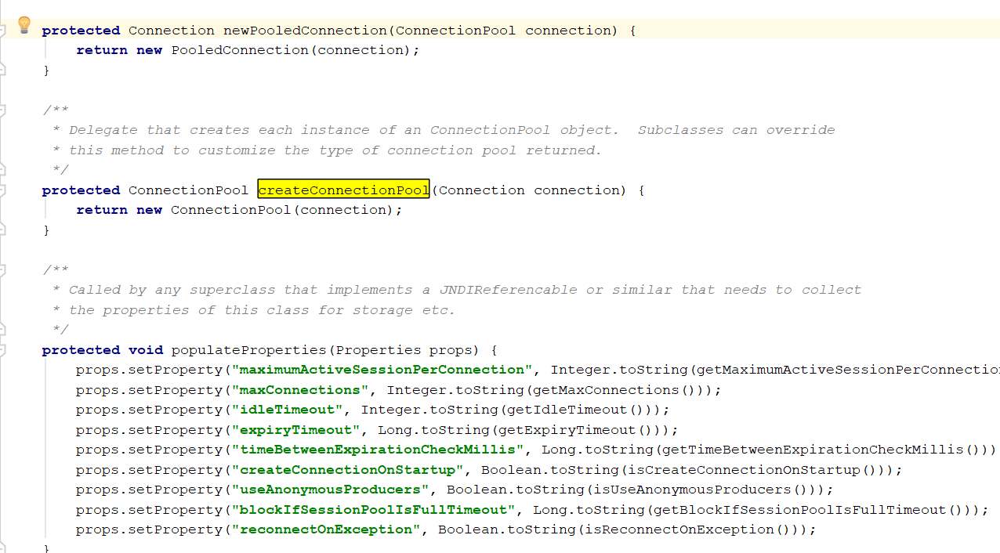 protected Connection newPooledConnection(ConnectionPool connection) {
    return new PooledConnection(connection);
}
/**
 * Delegate that creates each instance of an ConnectionPool object.  Subclasses can override
 * this method to customize the type of connection pool returned.
 */
protected ConnectionPool createConnectionPool(Connection connection) {
    return new ConnectionPool(connection);
}
/**
 * Called by any superclass that implements a JNDIReferencable or similar that needs to collect
 * the properties of this class for storage etc.
 */
protected void populateProperties(Properties props) {
    props.setProperty("maximumActiveSessionPerConnection", Integer.toString(getMaximumActiveSessionPerConnectio
    props.setProperty("maxConnections", Integer.toString(getMaxConnections()));
    props.setProperty("idleTimeout", Integer.toString(getIdleTimeout()));
    props.setProperty("expiryTimeout", Long.toString(getExpiryTimeout()));
    props.setProperty("timeBetweenExpirationCheckMillis", Long.toString(getTimeBetweenExpirationCheckMillis()))
    props.setProperty("createConnectionOnStartup", Boolean.toString(isCreateConnectionOnStartup()));
    props.setProperty("useAnonymousProducers", Boolean.toString(isUseAnonymousProducers()));
    props.setProperty("blockIfSessionPoolIsFullTimeout", Long.toString(getBlockIfSessionPoolIsFullTimeout()));
    props.setProperty("reconnectOnException", Boolean.toString(isReconnectOnException()));
}